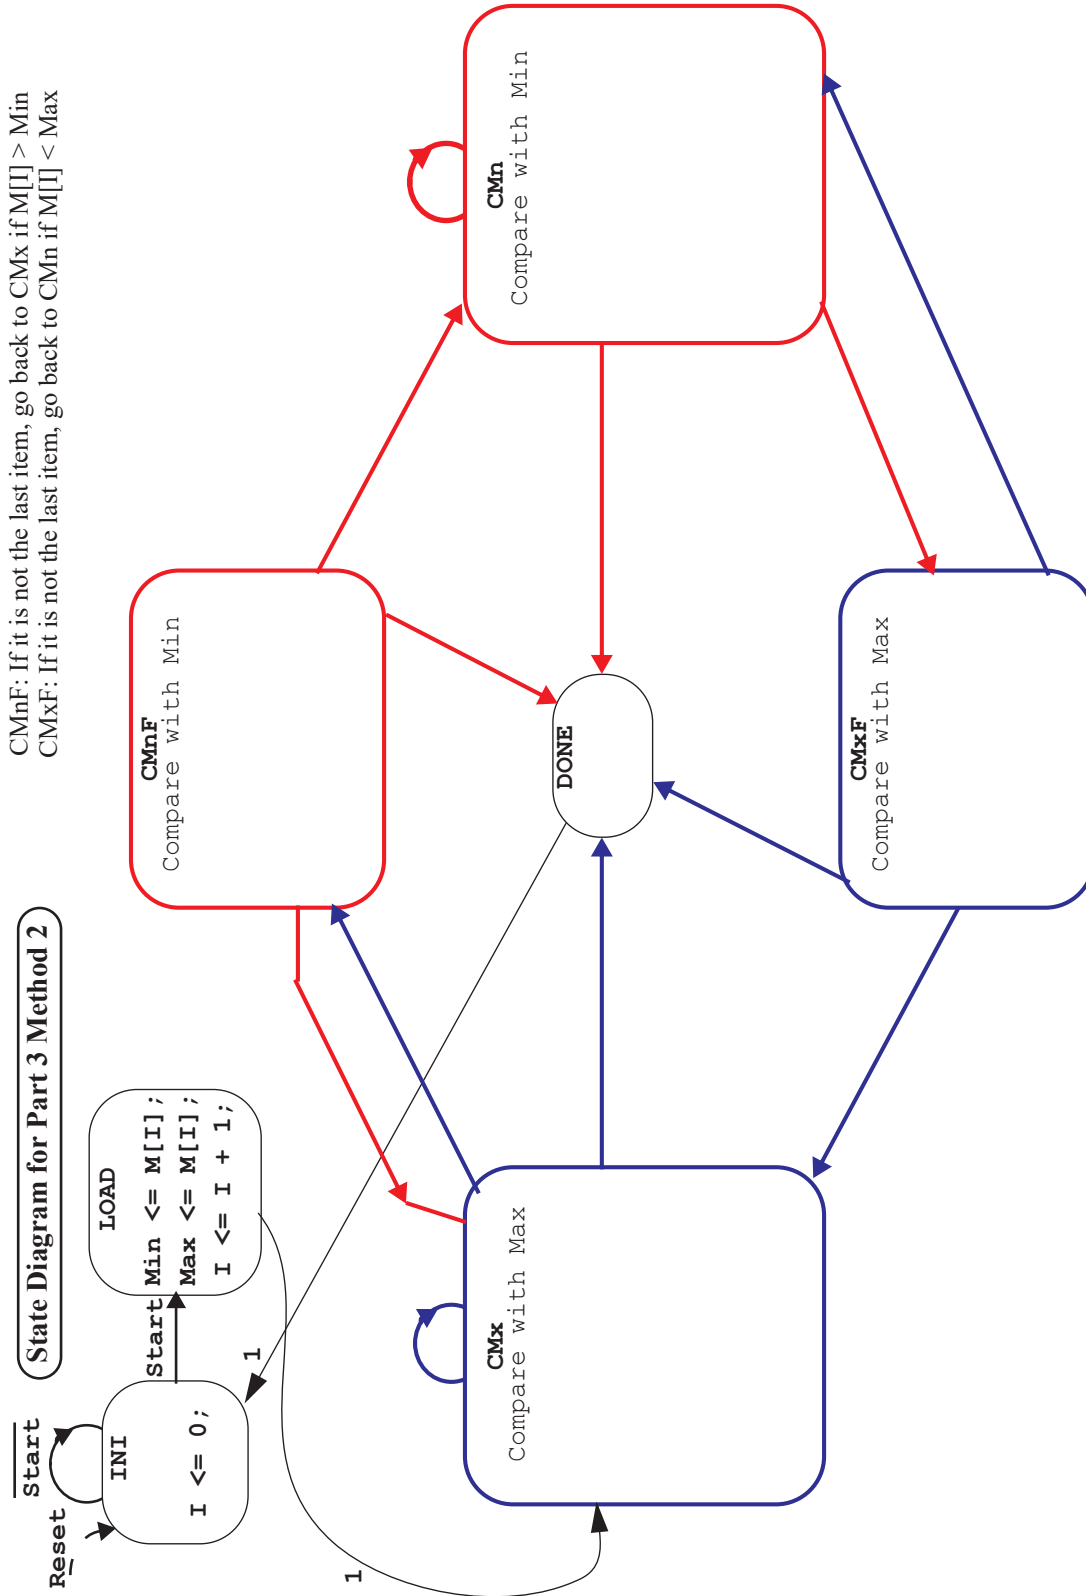 CMnF: If it is not the last item, go back to CMx if M[I] > Min
CMxF: If it is not the last item, go back to CMn if M[I] < Max
State Diagram for Part 3 Method 2
Start
Reset
INI
I <= 0;
Start
LOAD
Min <= M[I];
Max <= M[I];
I <= I + 1;
1
1
CMnF
Compare with Min
CMx
Compare with Max
DONE
CMn
Compare with Min
CMxF
Compare with Max